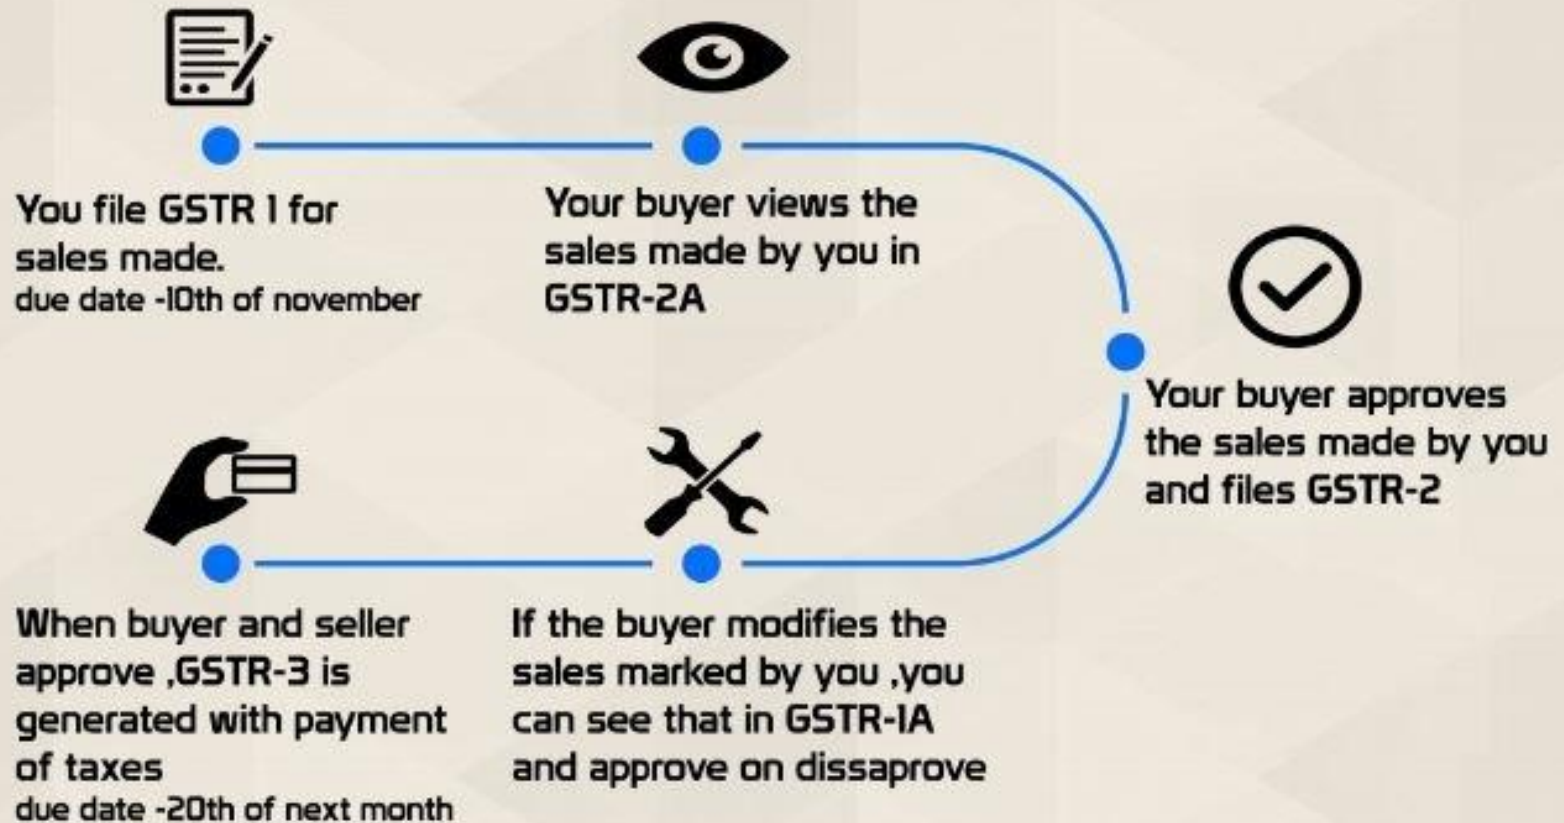 You file GSTR 1 for
sales made.
due date -10th of november
Your buyer views the
sales made by you in
GSTR-2A
Your buyer approves
the sales made by you
and files GSTR-2
If the buyer modifies the
sales marked by you ,you
can see that in GSTR-1A
and approve on dissaprove
When buyer and seller
approve ,GSTR-3 is
generated with payment
of taxes
due date -20th of next month